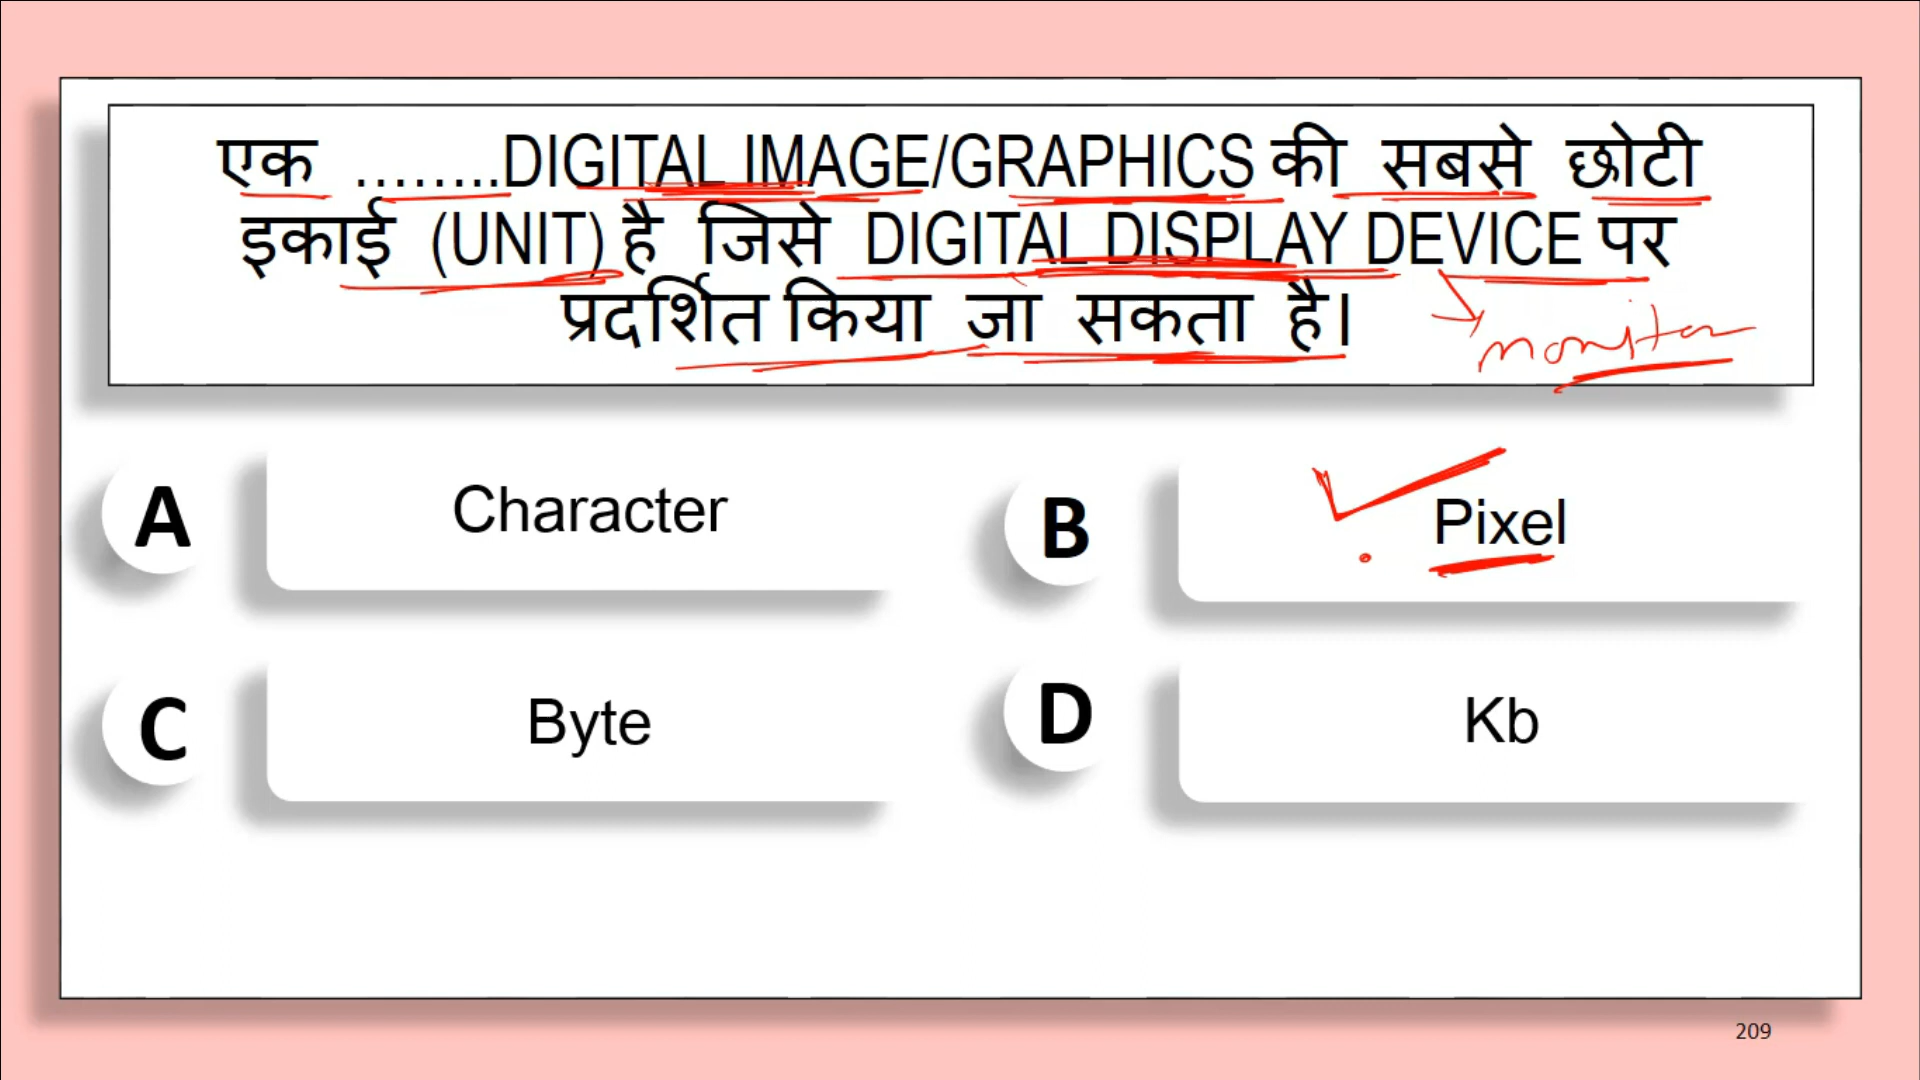 एक ........DIGITAL IMAGE/GRAPHICS की सबसे छोटी
इकाई (UNIT) है जिसे DIGITAL DISPLAY DEVICE पर
प्रदर्शित किया जा सकता है।
monitor
A Character
B Pixel
C Byte
D Kb
209